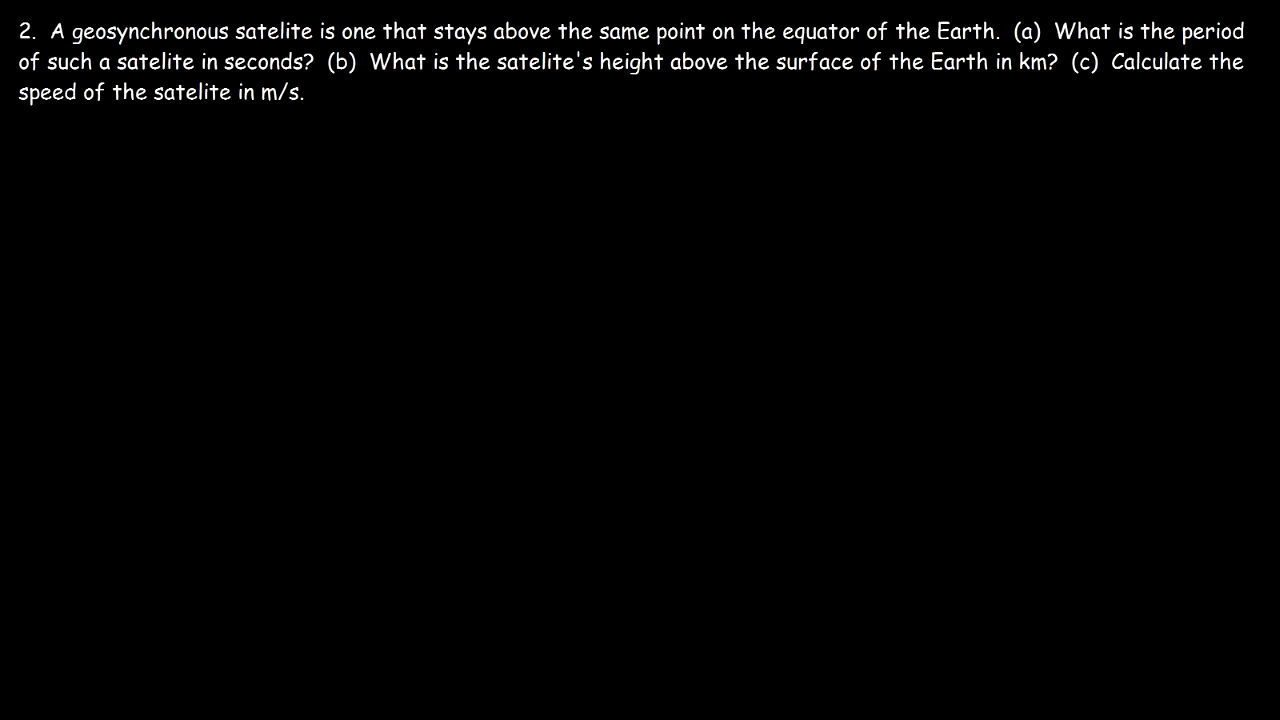 2.  A geosynchronous satelite is one that stays above the same point on the equator of the Earth.  (a)  What is the period
of such a satelite in seconds?  (b)  What is the satelite's height above the surface of the Earth in km?  (c)  Calculate the
speed of the satelite in m/s.